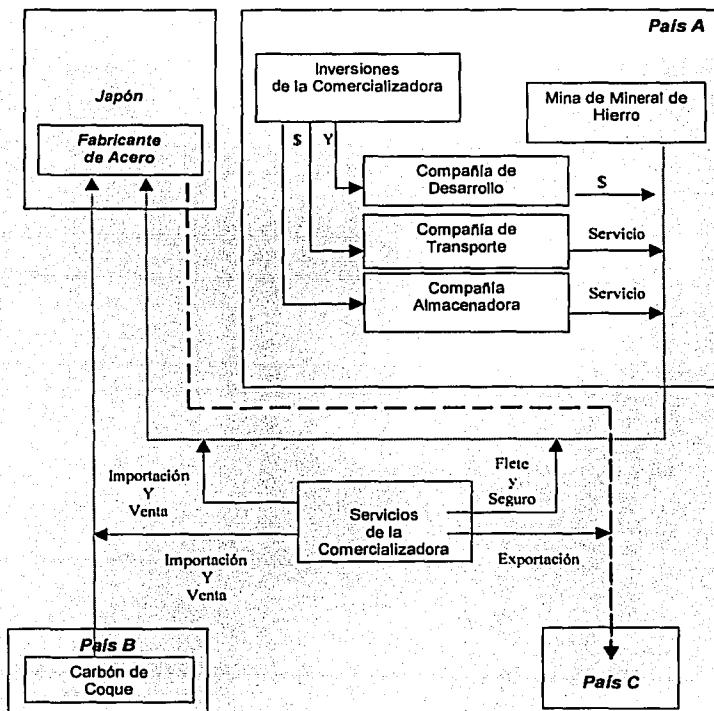 País A
Inversiones
de la Comercializadora
Mina de Mineral de
Hierro
Japón
Fabricante
de Acero
$ Y
Compañía de
Desarrollo
$
Compañía de
Transporte
Servicio
Compañía
Almacenadora
Servicio
Importación
Y
Venta
Flete
y
Seguro
Servicios
de la
Comercializadora
Importación
Y
Venta
Exportación
País B
Carbón de
Coque
País C